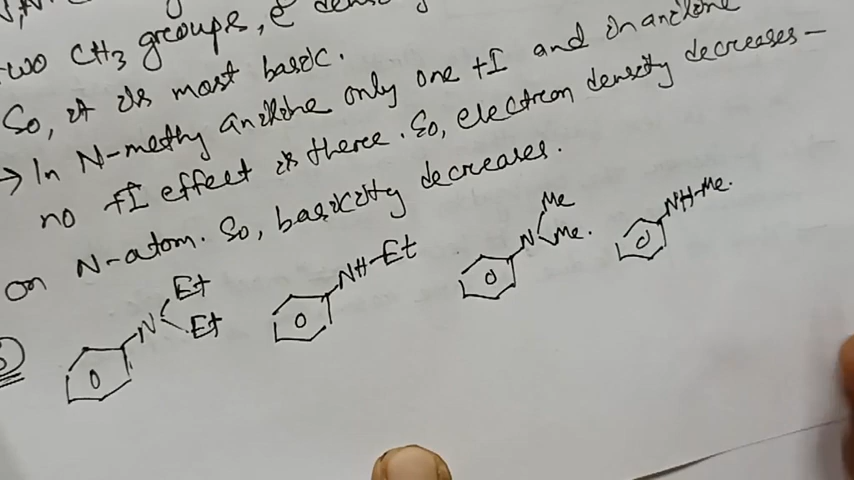 two CH3 groups, e density
So, it is most basic.
→ In N-methy aniline only one +I and in aniline
no +I effect is there. So, electron density decreases –
on N-atom. So, basicity decreases.
N Et Et
NH-Et
N Me Me.
NH-Me.